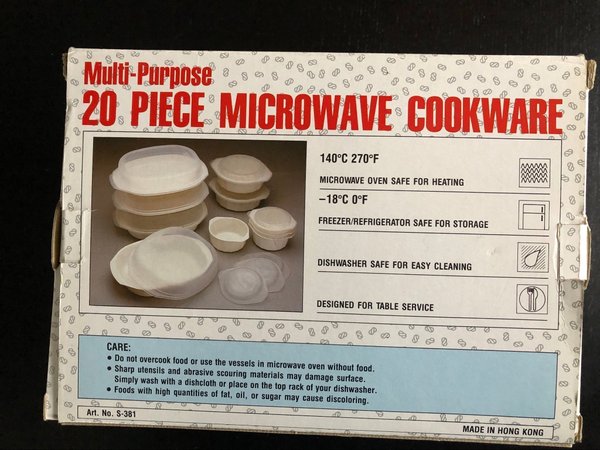 Multi-Purpose
20 PIECE MICROWAVE COOKWARE
140°C 270°F
MICROWAVE OVEN SAFE FOR HEATING
–18°C 0°F
FREEZER/REFRIGERATOR SAFE FOR STORAGE
DISHWASHER SAFE FOR EASY CLEANING
DESIGNED FOR TABLE SERVICE
CARE:
• Do not overcook food or use the vessels in microwave oven without food.
• Sharp utensils and abrasive scouring materials may damage surface.
Simply wash with a dishcloth or place on the top rack of your dishwasher.
• Foods with high quantities of fat, oil, or sugar may cause discoloring.
Art. No. S-381
MADE IN HONG KONG